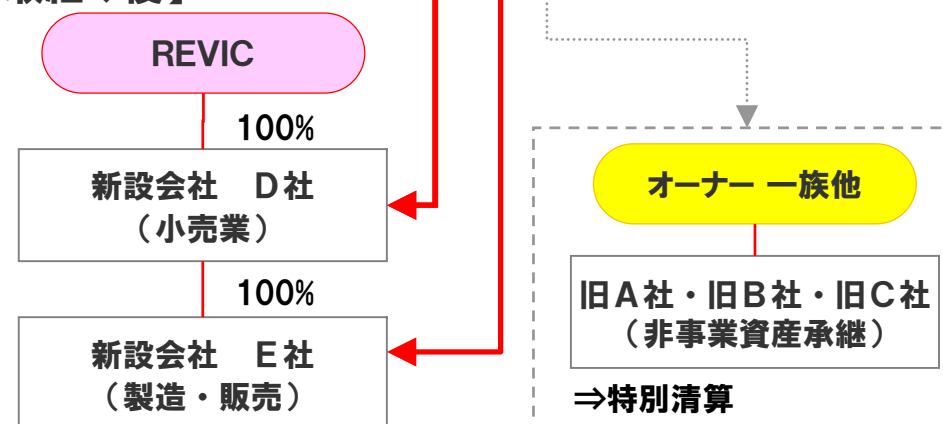 REVIC
100%
新設会社　D社
（小売業）
100%
新設会社　E社
（製造・販売）
オーナー 一族他
旧A社・旧B社・旧C社
（非事業資産承継）
⇒特別清算